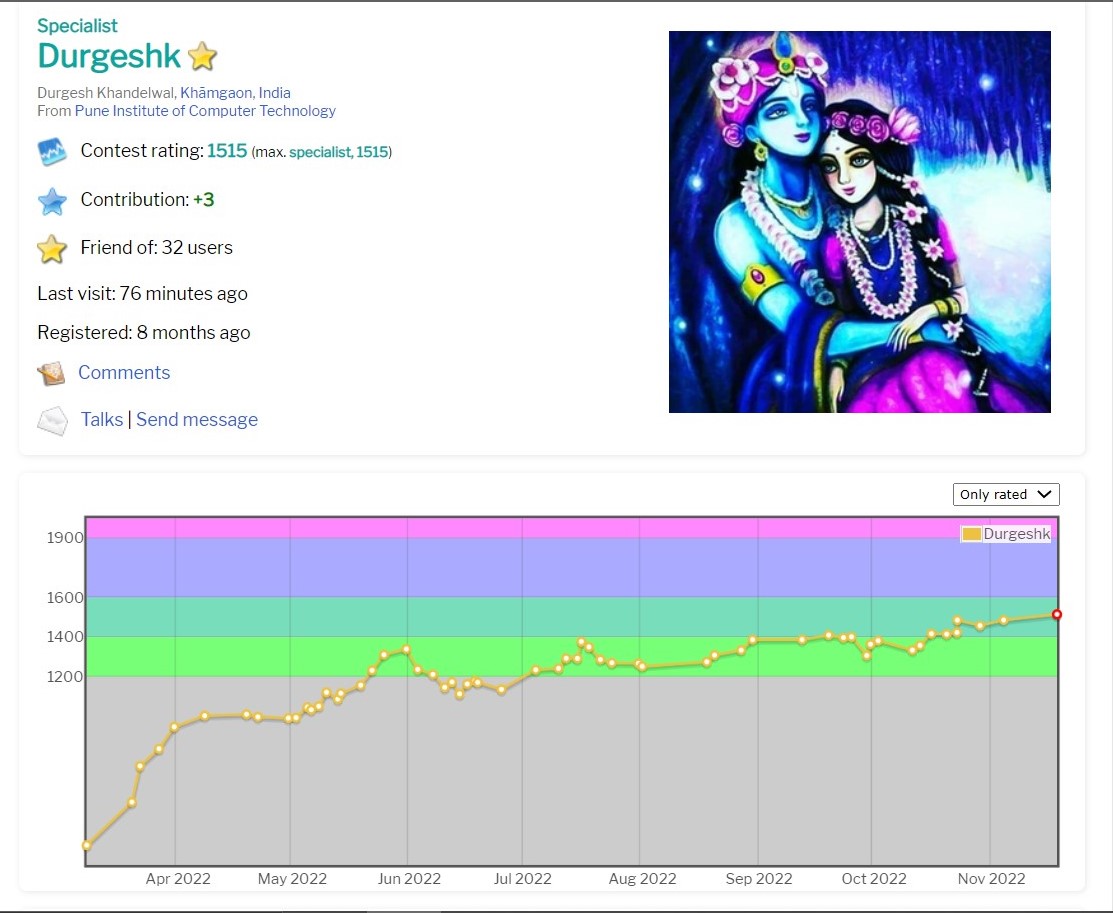 Specialist
Durgeshk
Durgesh Khandelwal, Khāmgaon, India
From Pune Institute of Computer Technology
Contest rating: 1515 (max. specialist, 1515)
Contribution: +3
Friend of: 32 users
Last visit: 76 minutes ago
Registered: 8 months ago
Comments
Talks | Send message
Only rated
Durgeshk
1900
1600
1400
1200
Apr 2022 May 2022 Jun 2022 Jul 2022 Aug 2022 Sep 2022 Oct 2022 Nov 2022